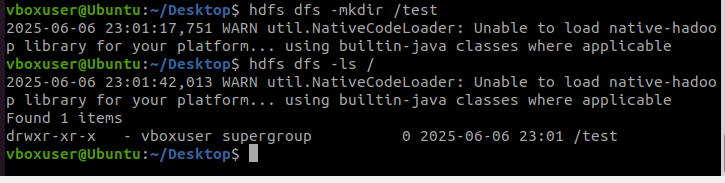 vboxuser@Ubuntu:~/Desktop$ hdfs dfs -mkdir /test
2025-06-06 23:01:17,751 WARN util.NativeCodeLoader: Unable to load native-hadoo
p library for your platform... using builtin-java classes where applicable
vboxuser@Ubuntu:~/Desktop$ hdfs dfs -ls /
2025-06-06 23:01:42,013 WARN util.NativeCodeLoader: Unable to load native-hadoo
p library for your platform... using builtin-java classes where applicable
Found 1 items
drwxr-xr-x   - vboxuser supergroup          0 2025-06-06 23:01 /test
vboxuser@Ubuntu:~/Desktop$